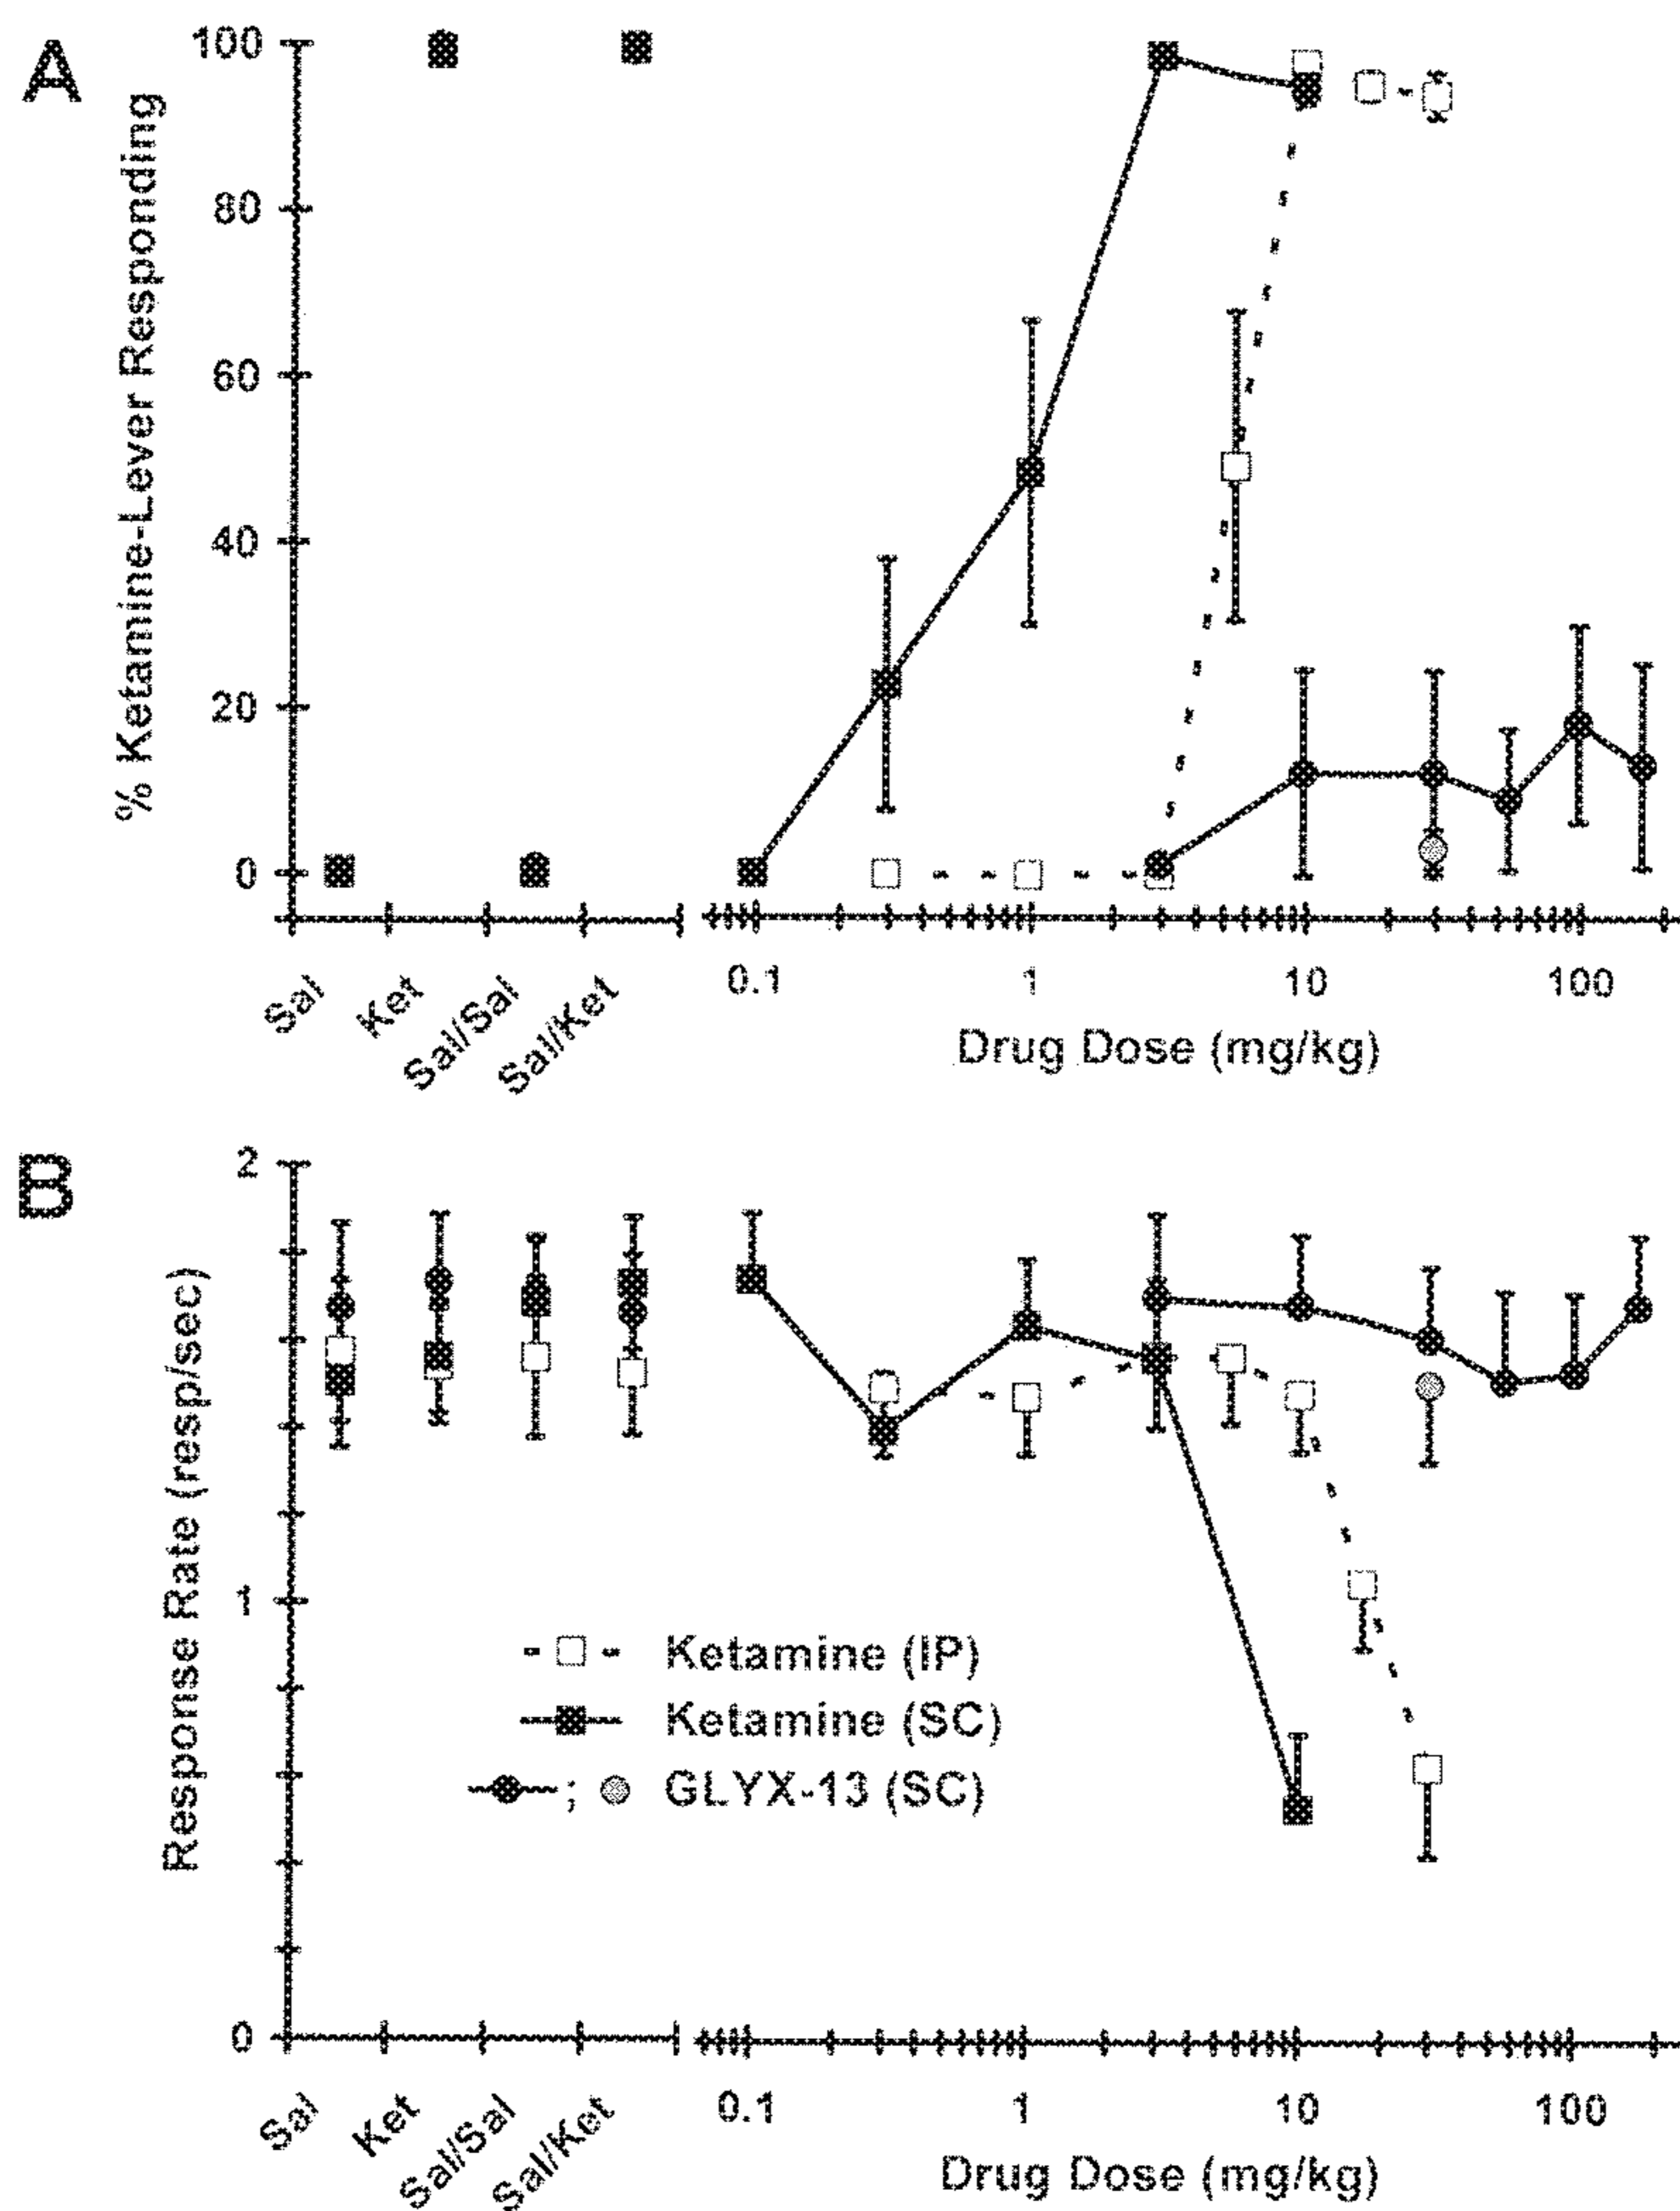 A
% Ketamine-Lever Responding
100
80
60
40
20
0
Sal
Ket
Sal/Sal
Sal/Ket
0.1 1 10 100
Drug Dose (mg/kg)
B
Response Rate (resp/sec)
2
1
0
Ketamine (IP)
Ketamine (SC)
; GLYX-13 (SC)
Sal
Ket
Sal/Sal
Sal/Ket
0.1 1 10 100
Drug Dose (mg/kg)